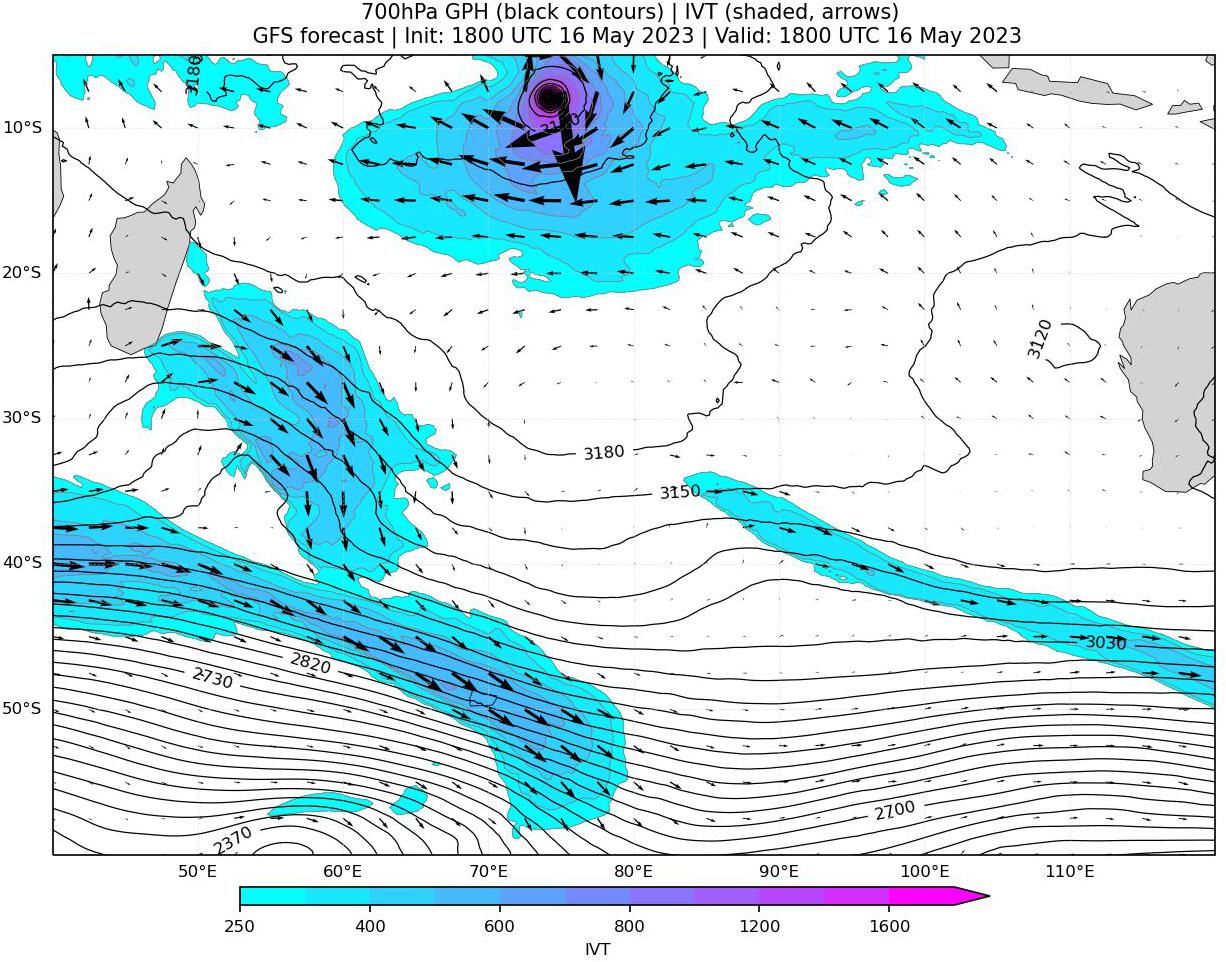 700hPa GPH (black contours) | IVT (shaded, arrows)
GFS forecast | Init: 1800 UTC 16 May 2023 | Valid: 1800 UTC 16 May 2023
3180
10°S
20°S
3120
30°S
3180
3150
40°S
3030
2820
2730
50°S
2700
2370
50°E 60°E 70°E 80°E 90°E 100°E 110°E
250 400 600 800 1200 1600
IVT